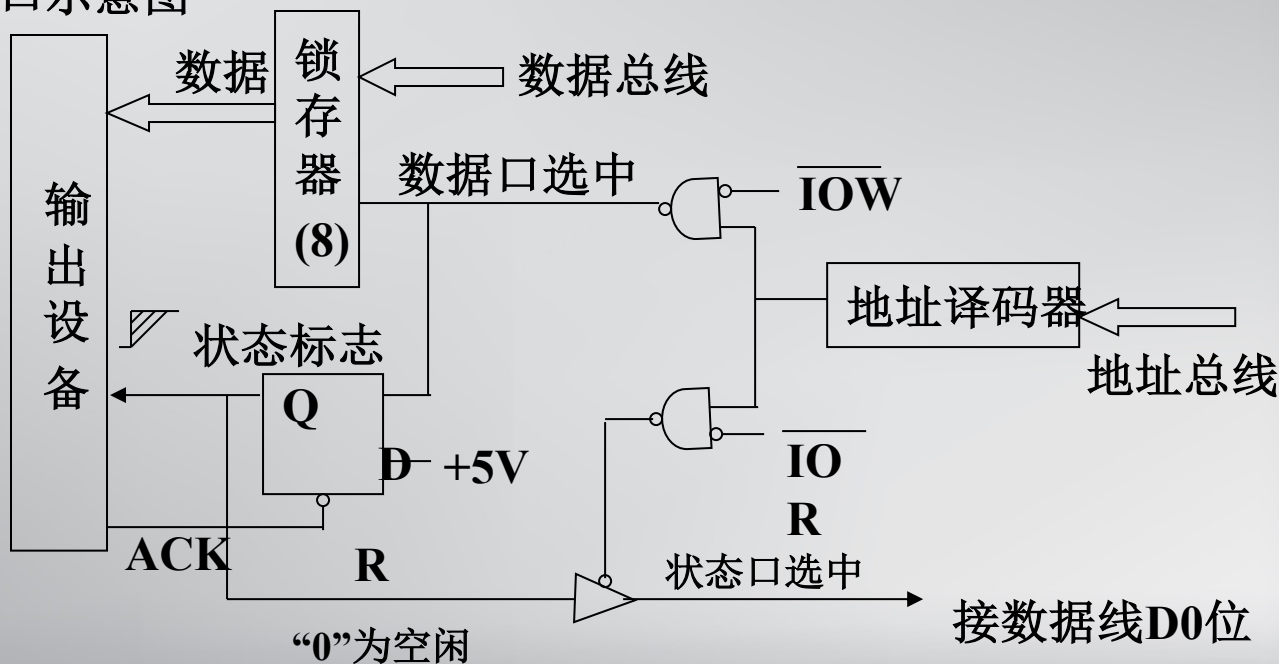 口示意图
数据
锁存器(8)
数据总线
数据口选中
IOW
输出设备
地址译码器
地址总线
状态标志
Q
D
+5V
IO
R
ACK
R
状态口选中
“0”为空闲
接数据线D0位